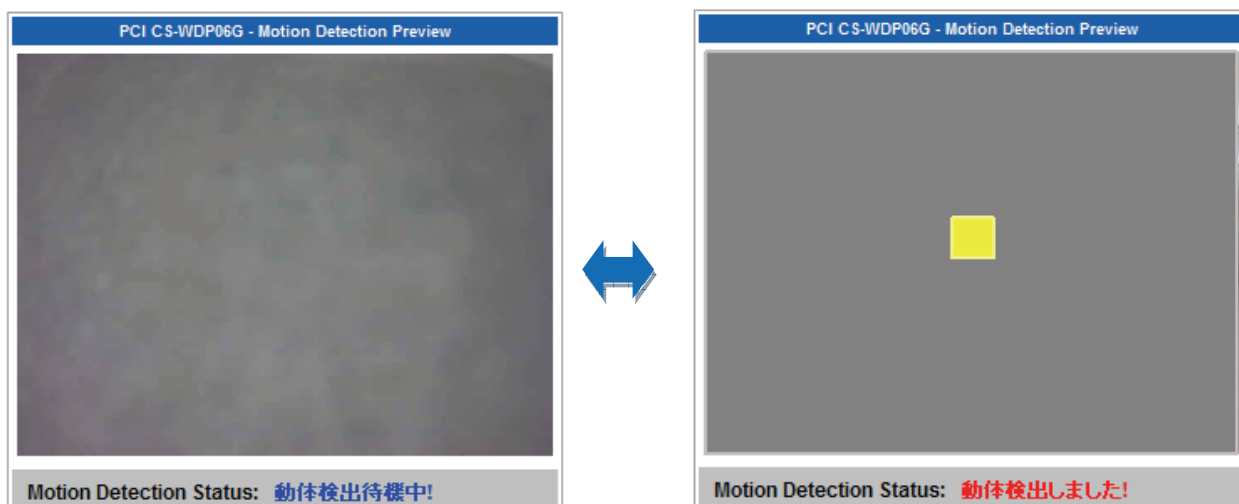 PCI CS-WDP06G - Motion Detection Preview
Motion Detection Status: 動体検出待機中!
PCI CS-WDP06G - Motion Detection Preview
Motion Detection Status: 動体検出しました!